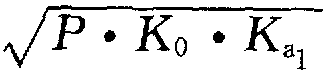 √P • K₀ • Kₐ₁